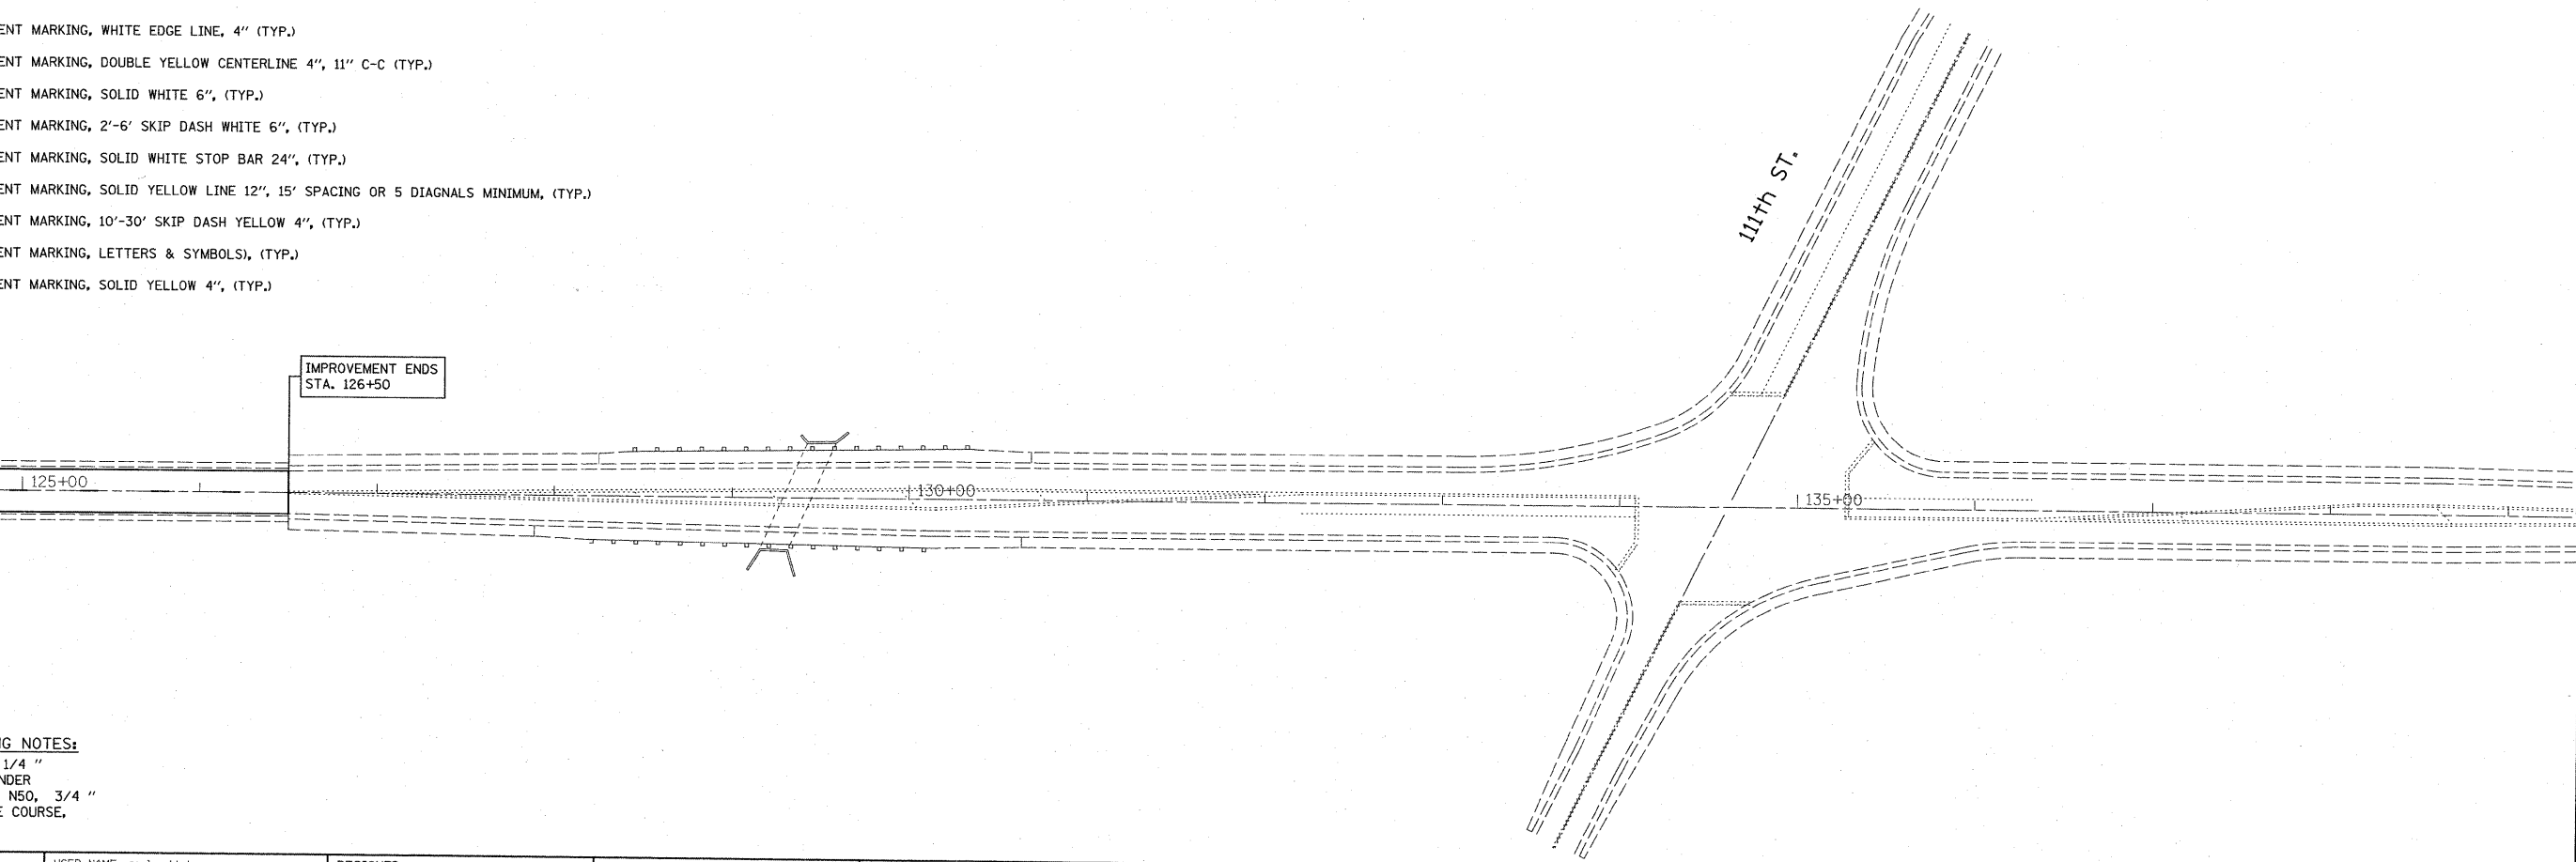 ENT MARKING, WHITE EDGE LINE, 4" (TYP.)
ENT MARKING, DOUBLE YELLOW CENTERLINE 4", 11" C-C (TYP.)
ENT MARKING, SOLID WHITE 6", (TYP.)
ENT MARKING, 2'-6' SKIP DASH WHITE 6", (TYP.)
ENT MARKING, SOLID WHITE STOP BAR 24", (TYP.)
ENT MARKING, SOLID YELLOW LINE 12", 15' SPACING OR 5 DIAGNALS MINIMUM, (TYP.)
ENT MARKING, 10'-30' SKIP DASH YELLOW 4", (TYP.)
ENT MARKING, LETTERS & SYMBOLS), (TYP.)
ENT MARKING, SOLID YELLOW 4", (TYP.)
111th ST.
IMPROVEMENT ENDS
STA. 126+50
125+00
130+00
135+00
G NOTES:
1/4 "
NDER
N50, 3/4 "
E COURSE,